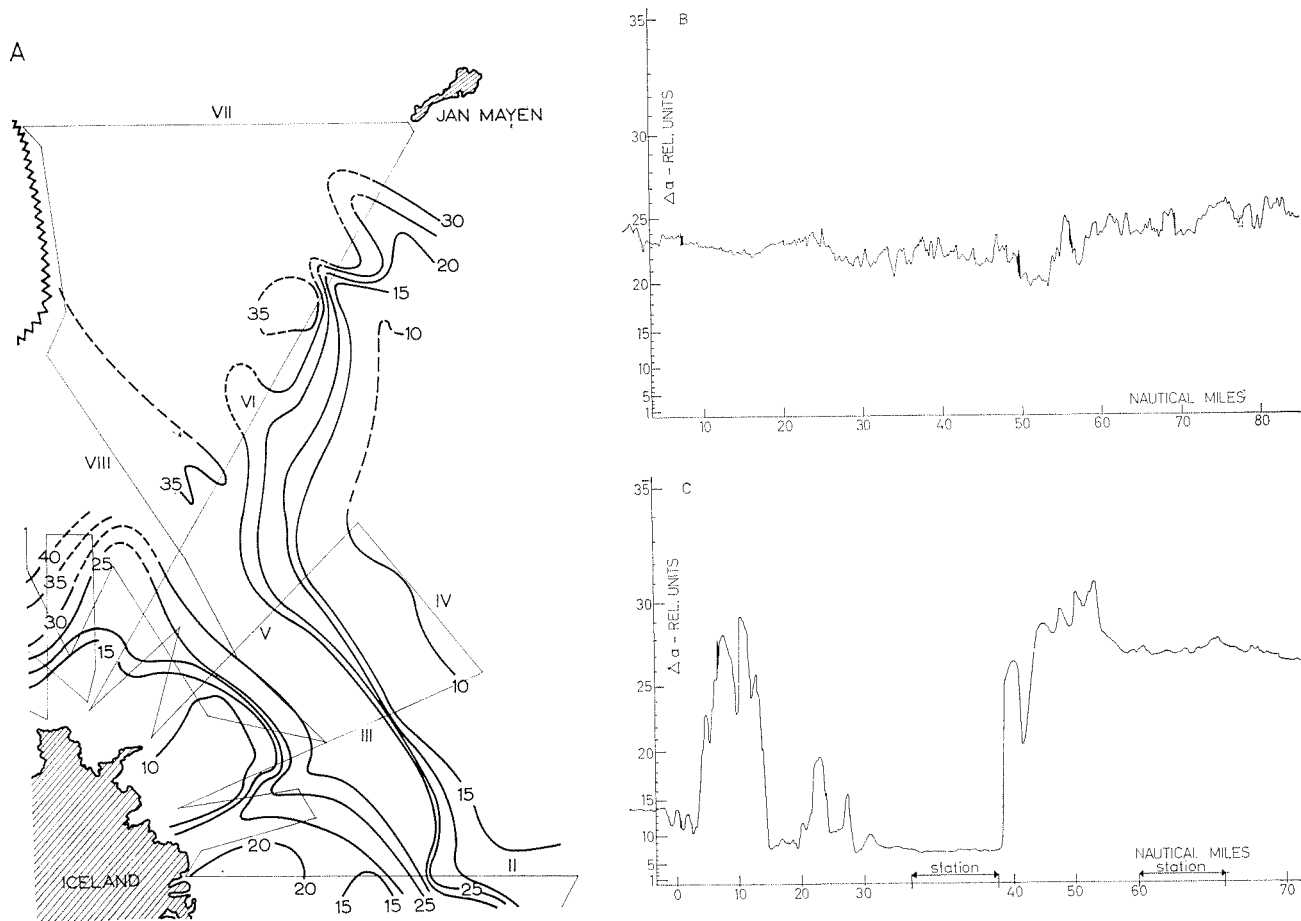 A
VII
JAN MAYEN
30
20
15
35
10
VI
VIII
35
40
25
35
30
15
IV
V
10
III
10
15
20
II
ICELAND
20
15
15
25
25
B
35
30
25
20
15
10
5
1
Δa - REL. UNITS
NAUTICAL MILES
10 20 30 40 50 60 70 80
C
35
30
25
20
15
10
5
Δa - REL. UNITS
NAUTICAL MILES
station station
0 10 20 30 40 50 60 70